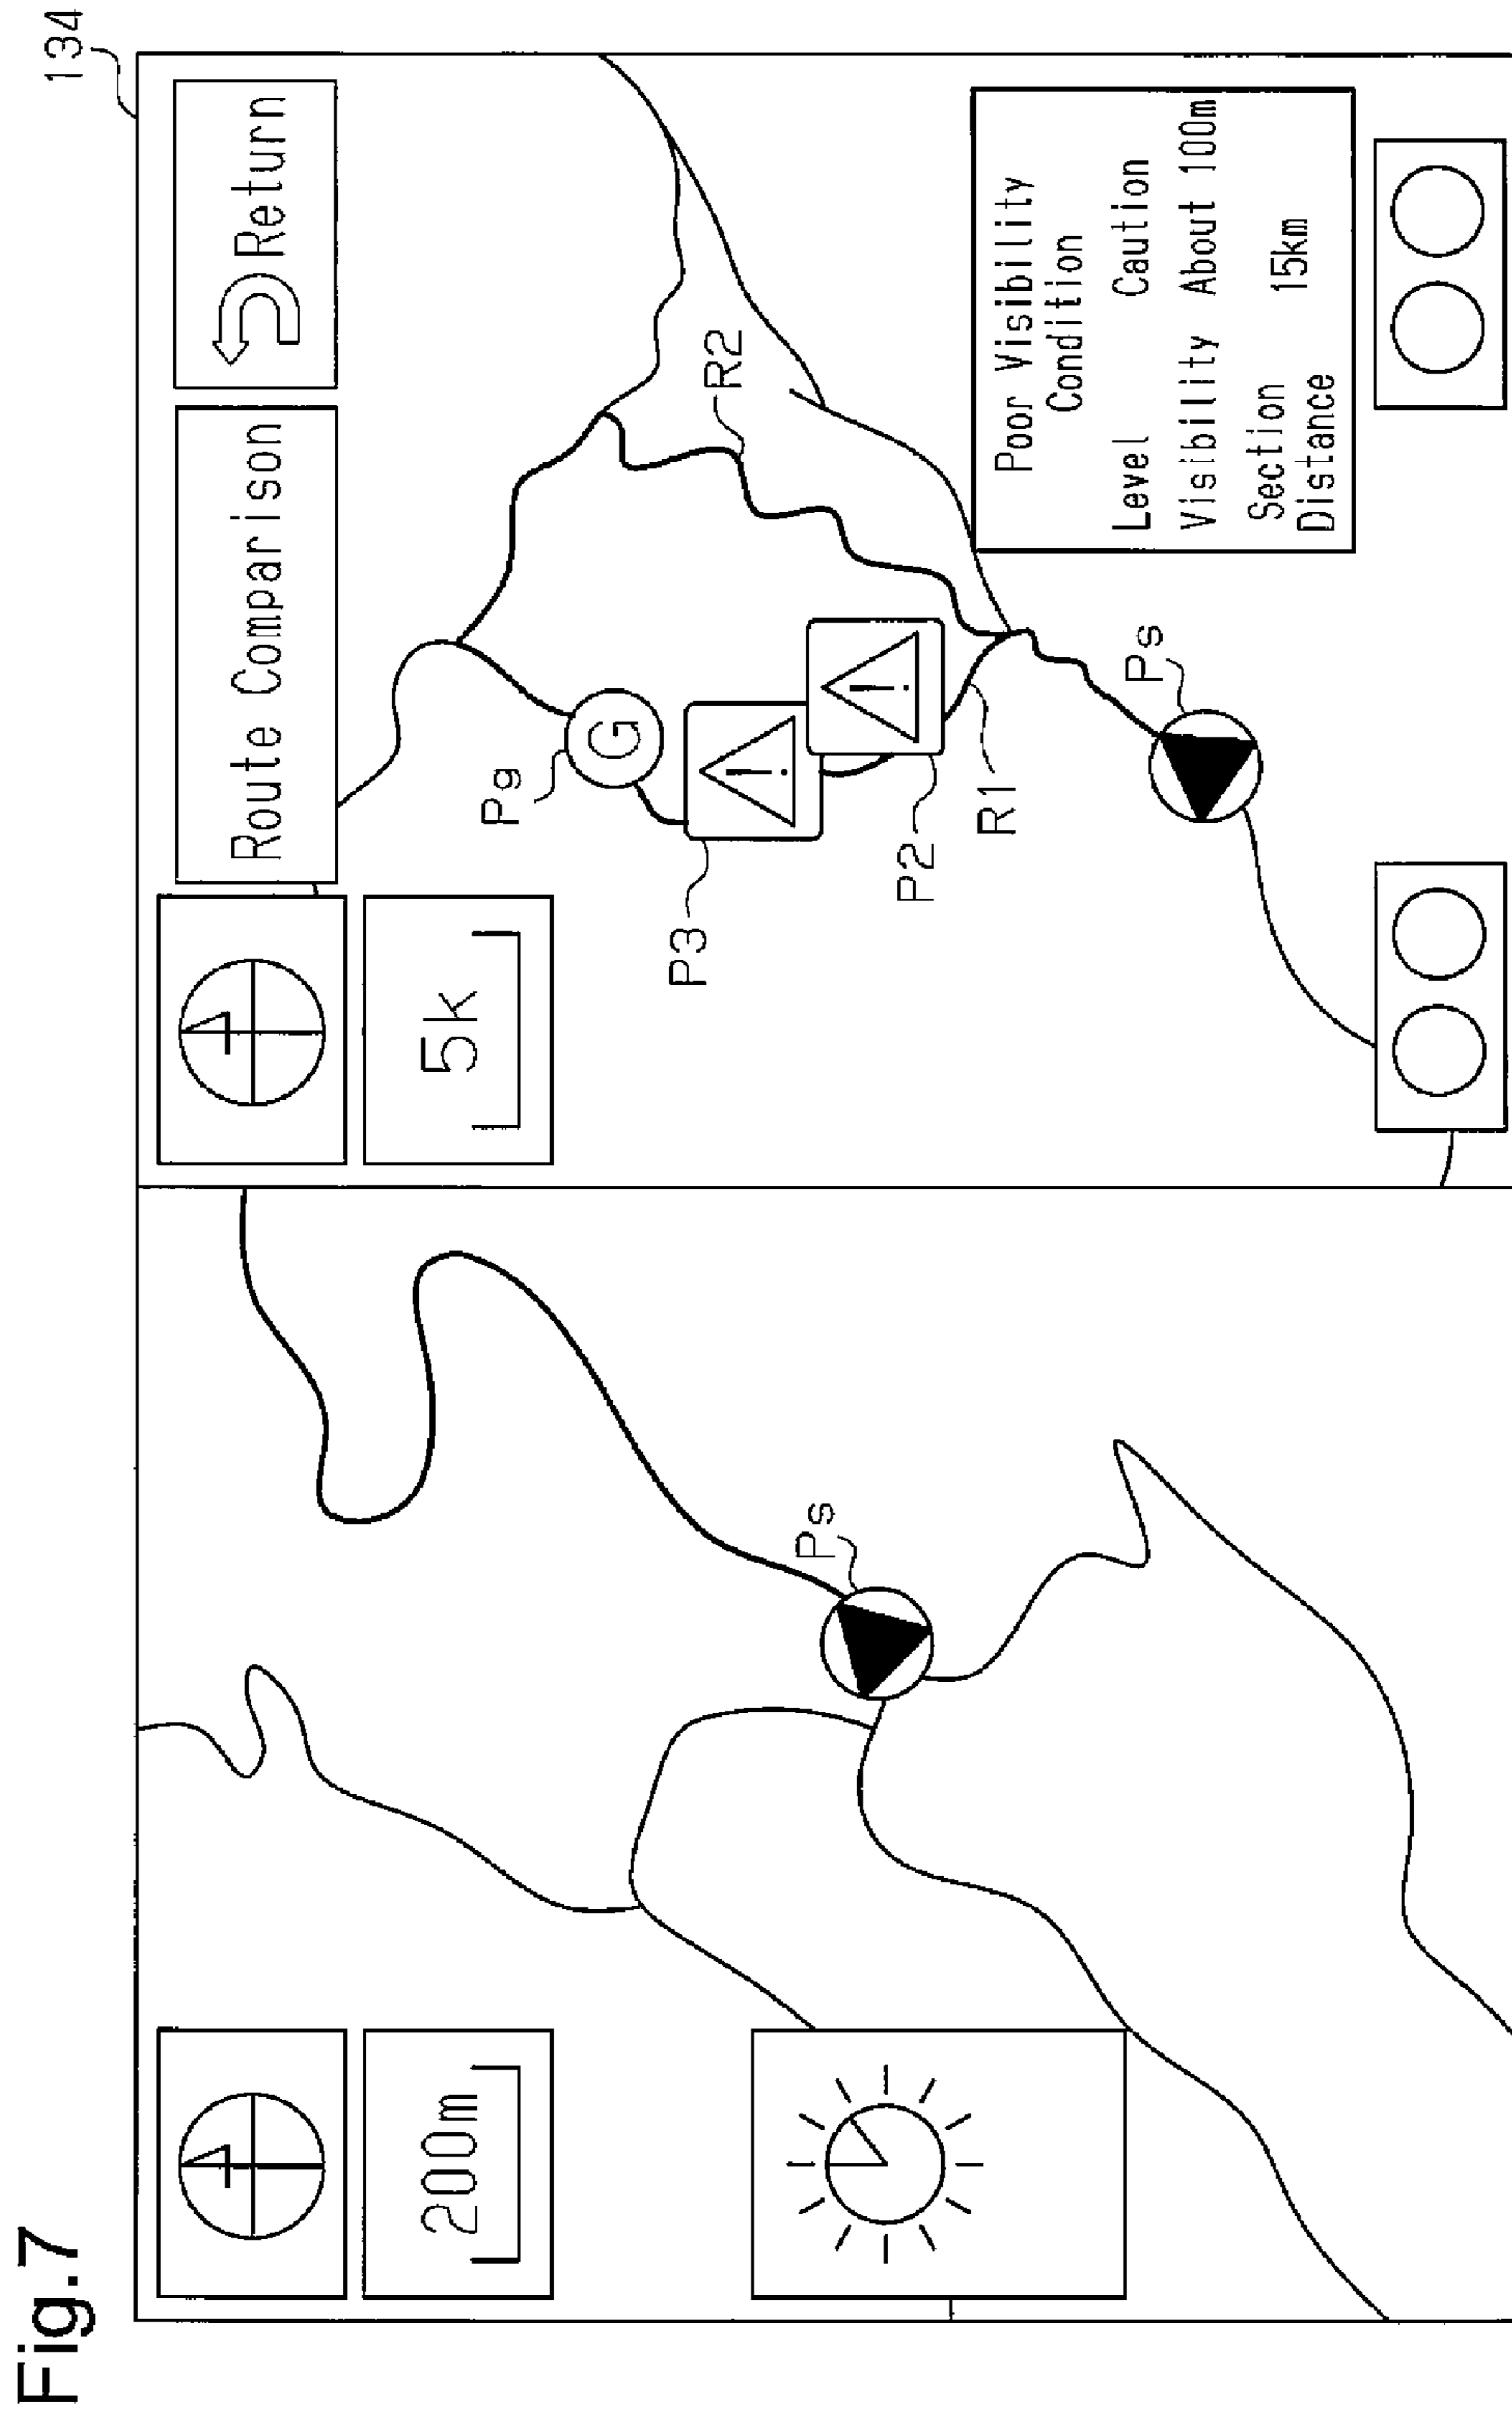 Fig.7
134
200m
Ps
5k
Route Comparison
Return
Pg
G
P3
!
!
P2
R1
R2
Ps
Poor Visibility
Condition
Level Caution
Visibility About 100m
Section
Distance 15km